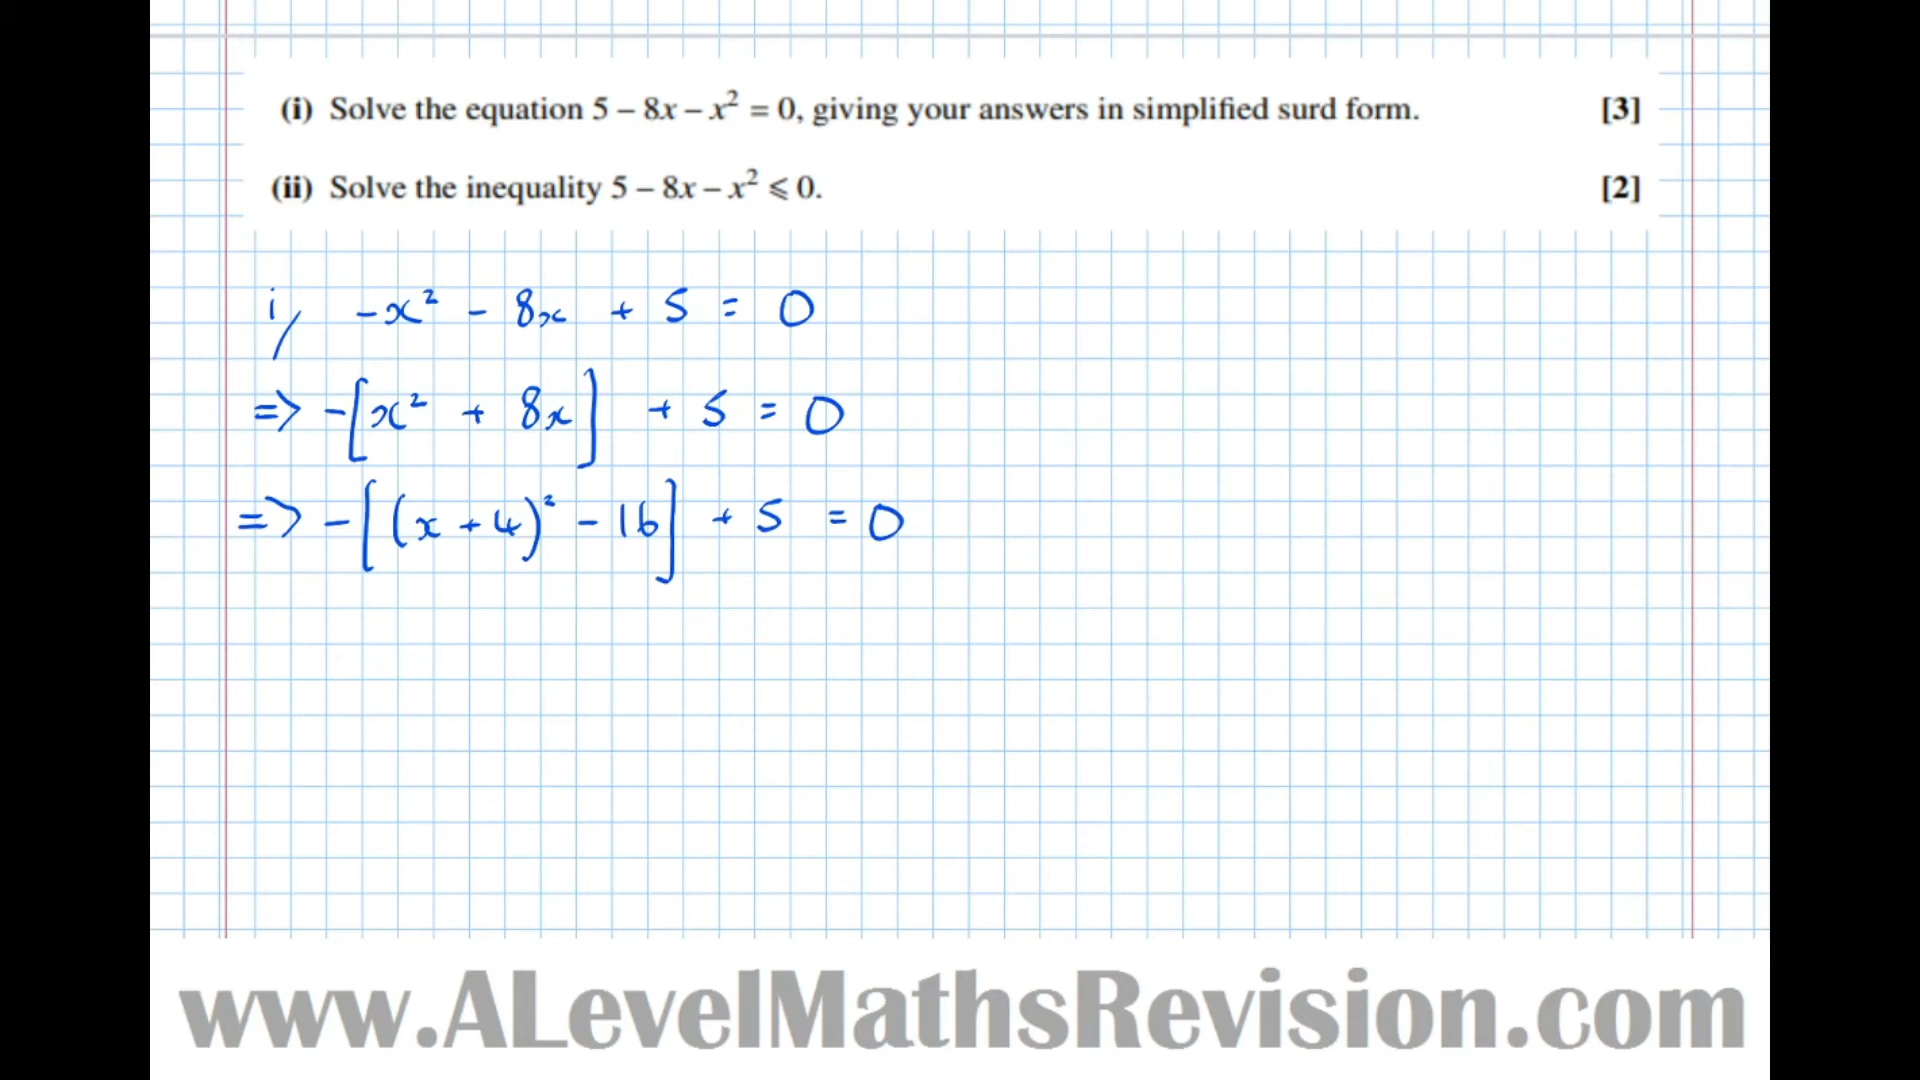 (i) Solve the equation 5 – 8x – x² = 0, giving your answers in simplified surd form. [3]
(ii) Solve the inequality 5 – 8x – x² ⩽ 0. [2]
i/ -x² - 8x + 5 = 0
=> -[x² + 8x] + 5 = 0
=> -[(x + 4)² - 16] + 5 = 0
www.ALevelMathsRevision.com